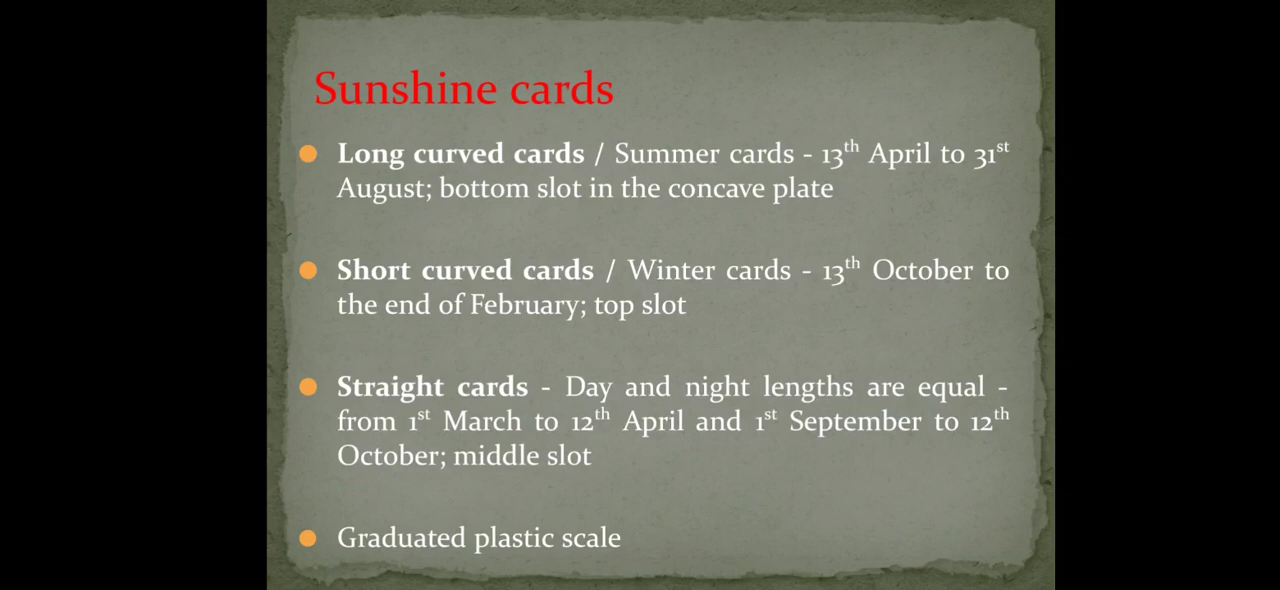 Sunshine cards
Long curved cards / Summer cards - 13th April to 31st
August; bottom slot in the concave plate
Short curved cards / Winter cards - 13th October to
the end of February; top slot
Straight cards - Day and night lengths are equal -
from 1st March to 12th April and 1st September to 12th
October; middle slot
Graduated plastic scale